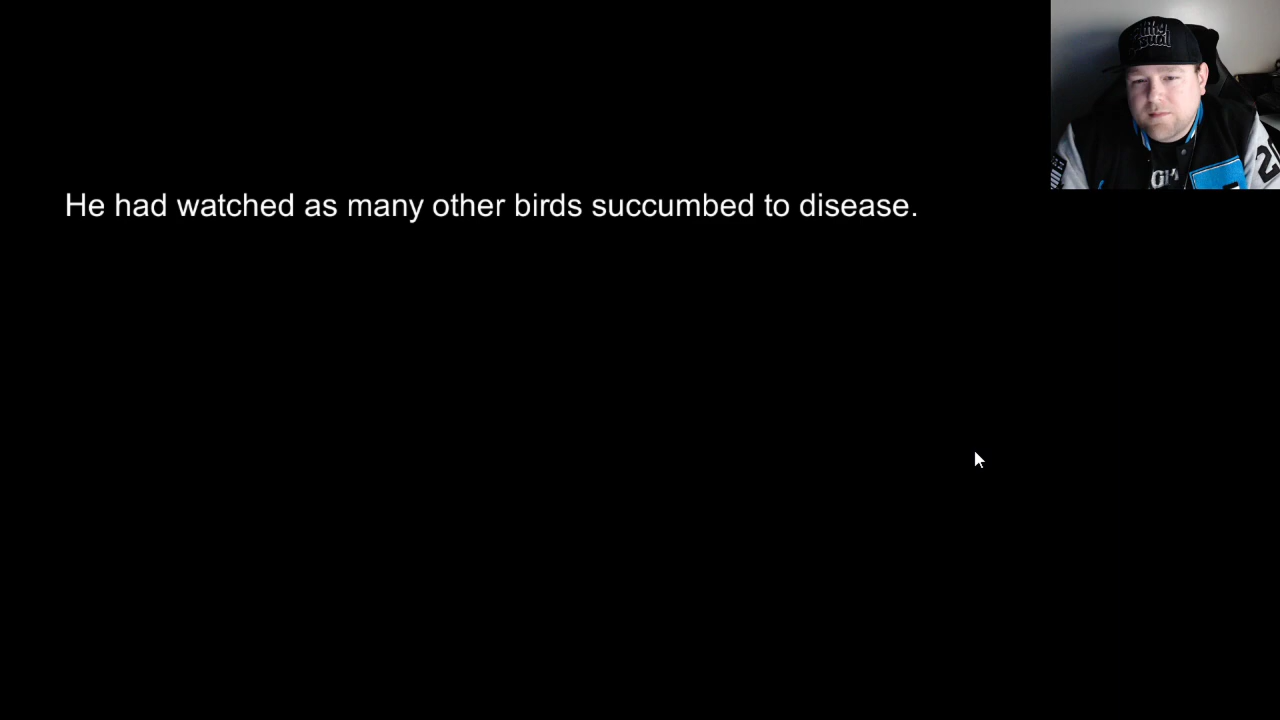 He had watched as many other birds succumbed to disease.